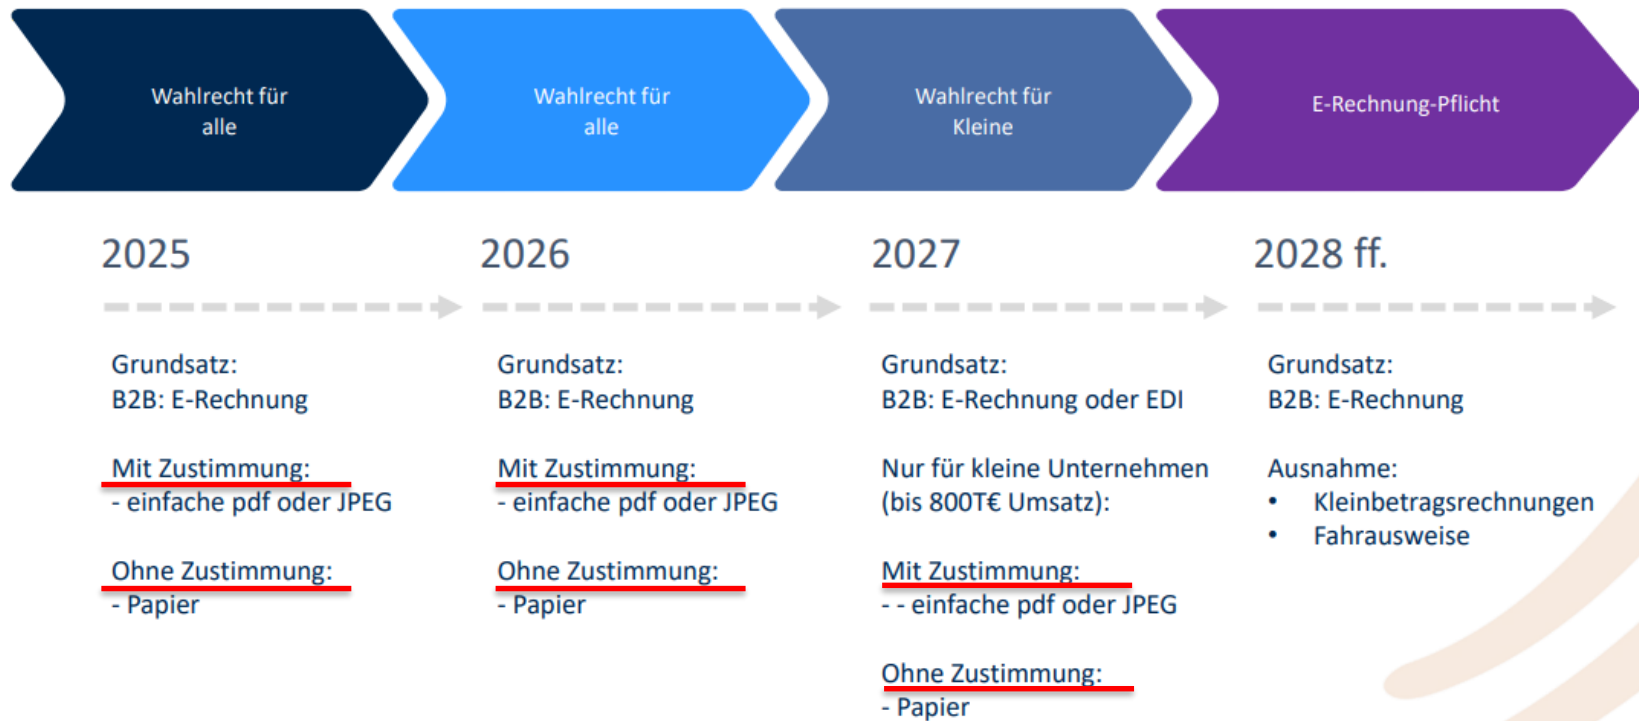 Wahlrecht für
alle
Wahlrecht für
alle
Wahlrecht für
Kleine
E-Rechnung-Pflicht
2025
Grundsatz:
B2B: E-Rechnung
Mit Zustimmung:
- einfache pdf oder JPEG
Ohne Zustimmung:
- Papier
2026
Grundsatz:
B2B: E-Rechnung
Mit Zustimmung:
- einfache pdf oder JPEG
Ohne Zustimmung:
- Papier
2027
Grundsatz:
B2B: E-Rechnung oder EDI
Nur für kleine Unternehmen
(bis 800T€ Umsatz):
Mit Zustimmung:
- - einfache pdf oder JPEG
Ohne Zustimmung:
- Papier
2028 ff.
Grundsatz:
B2B: E-Rechnung
Ausnahme:
• Kleinbetragsrechnungen
• Fahrausweise